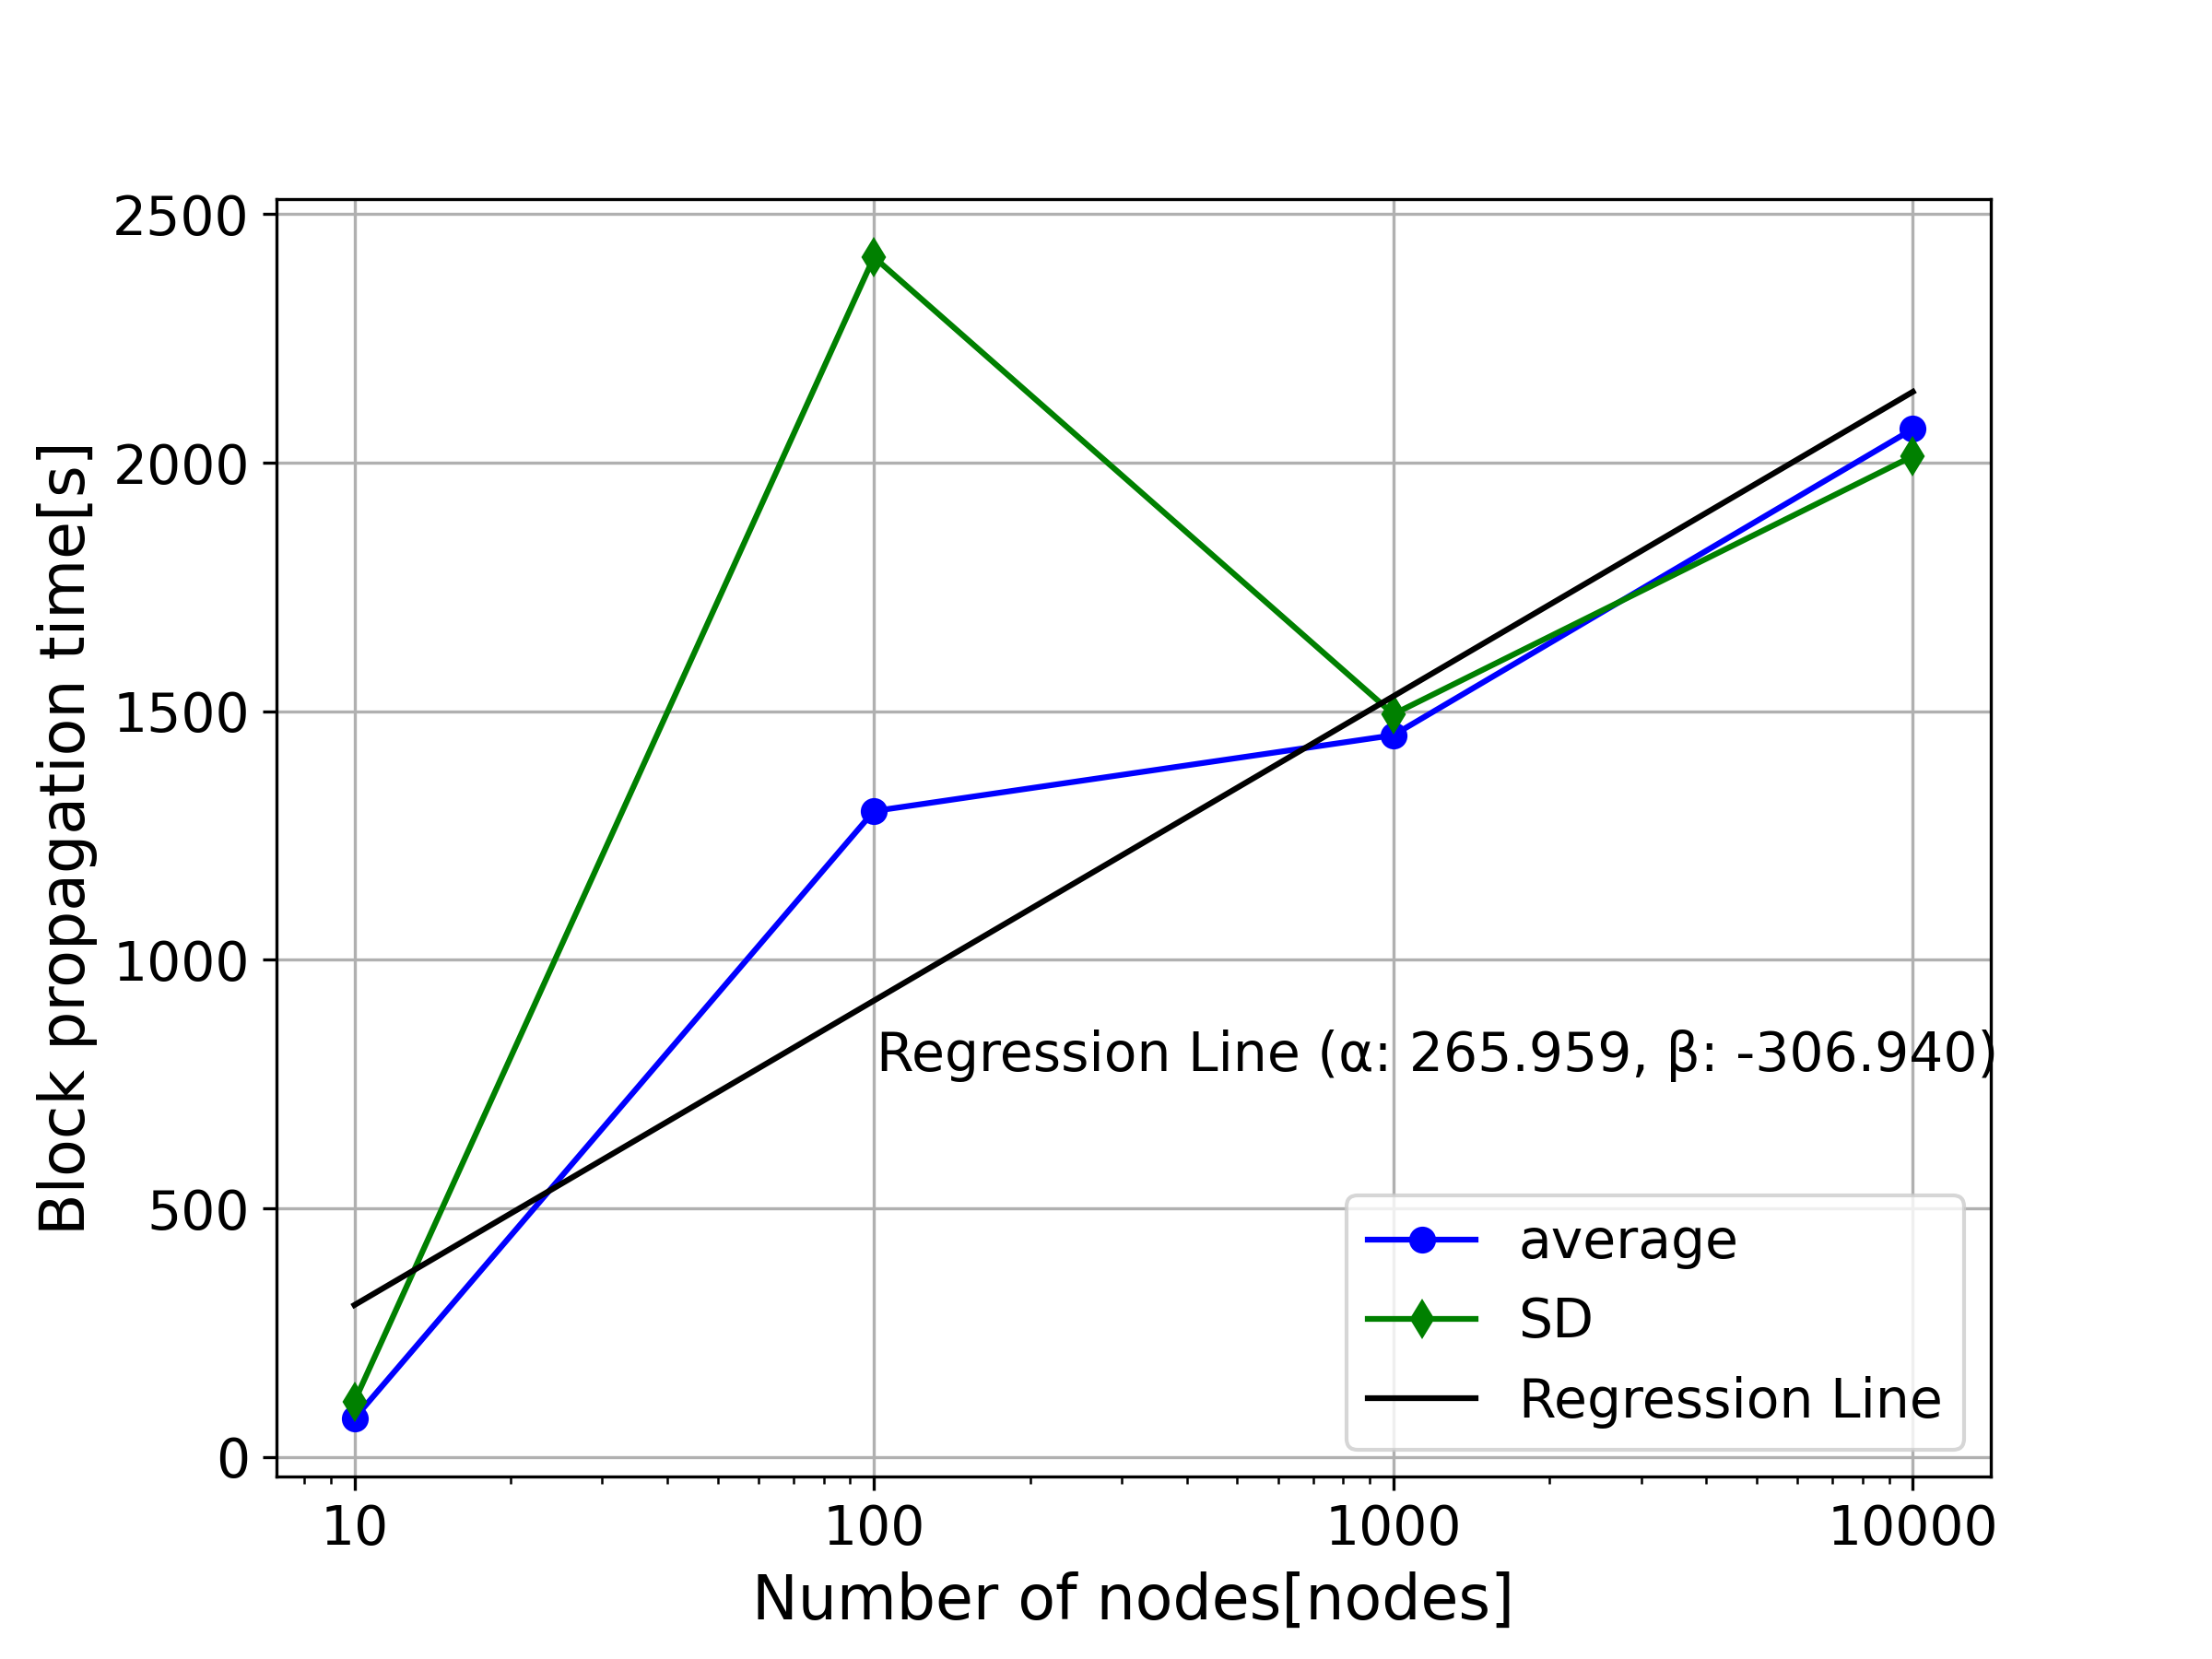 2500
2000
1500
1000
500
0
Block propagation time[s]
Regression Line (α: 265.959, β: -306.940)
average
SD
Regression Line
10
100
1000
10000
Number of nodes[nodes]